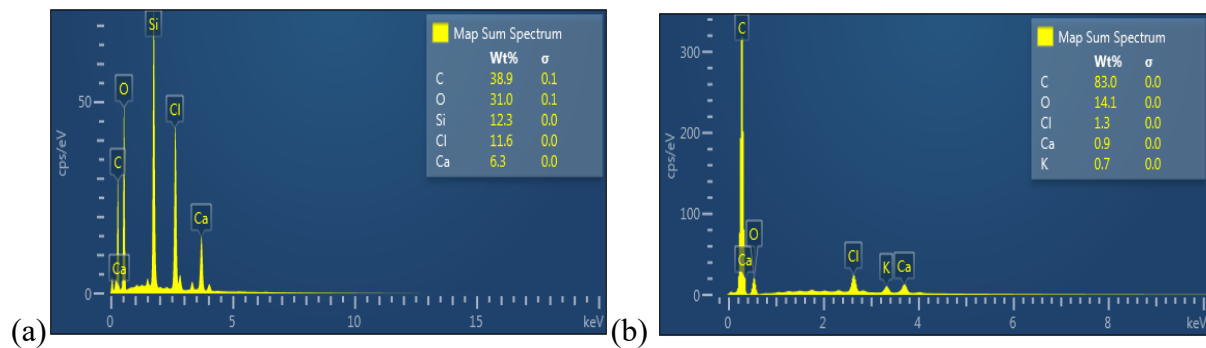 Si
O
Cl
C
Ca
Ca
50
0
cps/eV
0 5 10 15 keV
Map Sum Spectrum
Wt% σ
C 38.9 0.1
O 31.0 0.1
Si 12.3 0.0
Cl 11.6 0.0
Ca 6.3 0.0
(a)
C
O
Ca
Cl
K
Ca
300
200
100
0
cps/eV
0 2 4 6 8 keV
Map Sum Spectrum
Wt% σ
C 83.0 0.0
O 14.1 0.0
Cl 1.3 0.0
Ca 0.9 0.0
K 0.7 0.0
(b)